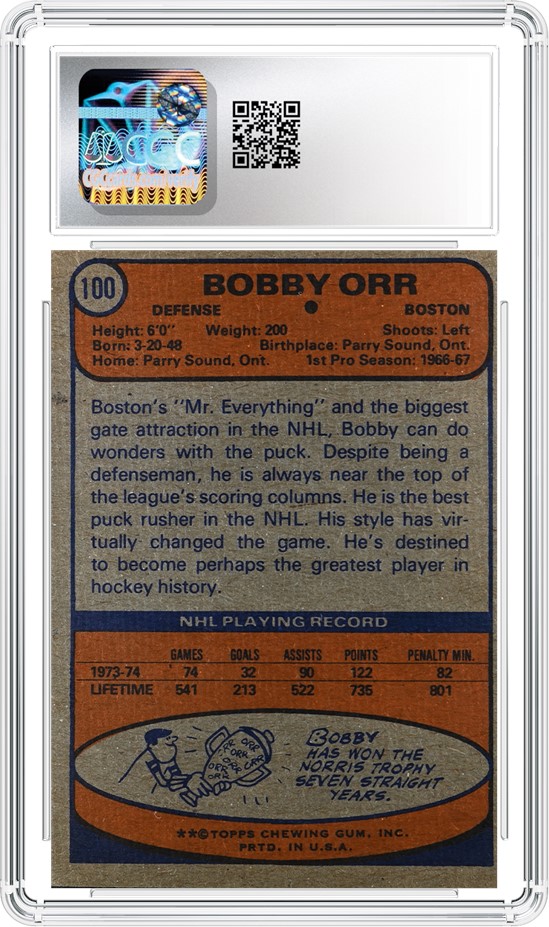 100
BOBBY ORR
DEFENSE BOSTON
Height: 6'0" Weight: 200 Shoots: Left
Born: 3-20-48 Birthplace: Parry Sound, Ont.
Home: Parry Sound, Ont. 1st Pro Season: 1966-67
Boston's "Mr. Everything" and the biggest
gate attraction in the NHL, Bobby can do
wonders with the puck. Despite being a
defenseman, he is always near the top of
the league's scoring columns. He is the best
puck rusher in the NHL. His style has vir-
tually changed the game. He's destined
to become perhaps the greatest player in
hockey history.
NHL PLAYING RECORD
GAMES GOALS ASSISTS POINTS PENALTY MIN.
1973-74 74 32 90 122 82
LIFETIME 541 213 522 735 801
ORR ORR
ORR ORR
ORR
ORR
BOBBY
HAS WON THE
NORRIS TROPHY
SEVEN STRAIGHT
YEARS.
**©TOPPS CHEWING GUM, INC.
PRTD. IN U.S.A.